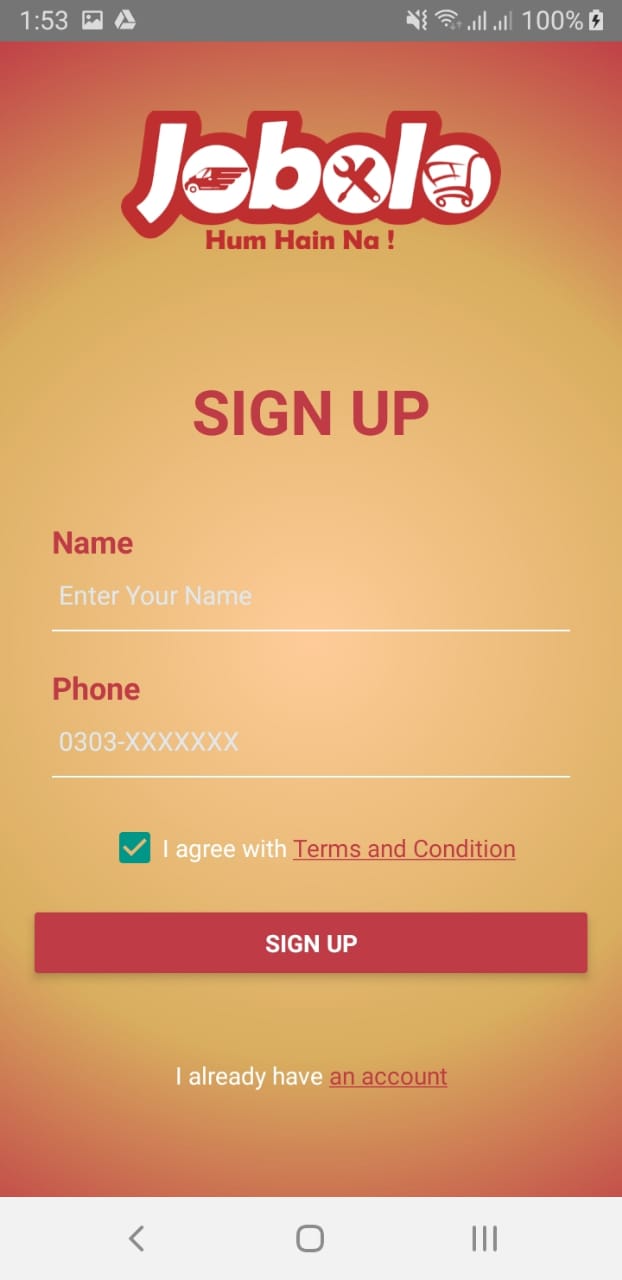 1:53 100%
Jobolo
Hum Hain Na !
SIGN UP
Name
Enter Your Name
Phone
0303-XXXXXXX
I agree with Terms and Condition
SIGN UP
I already have an account